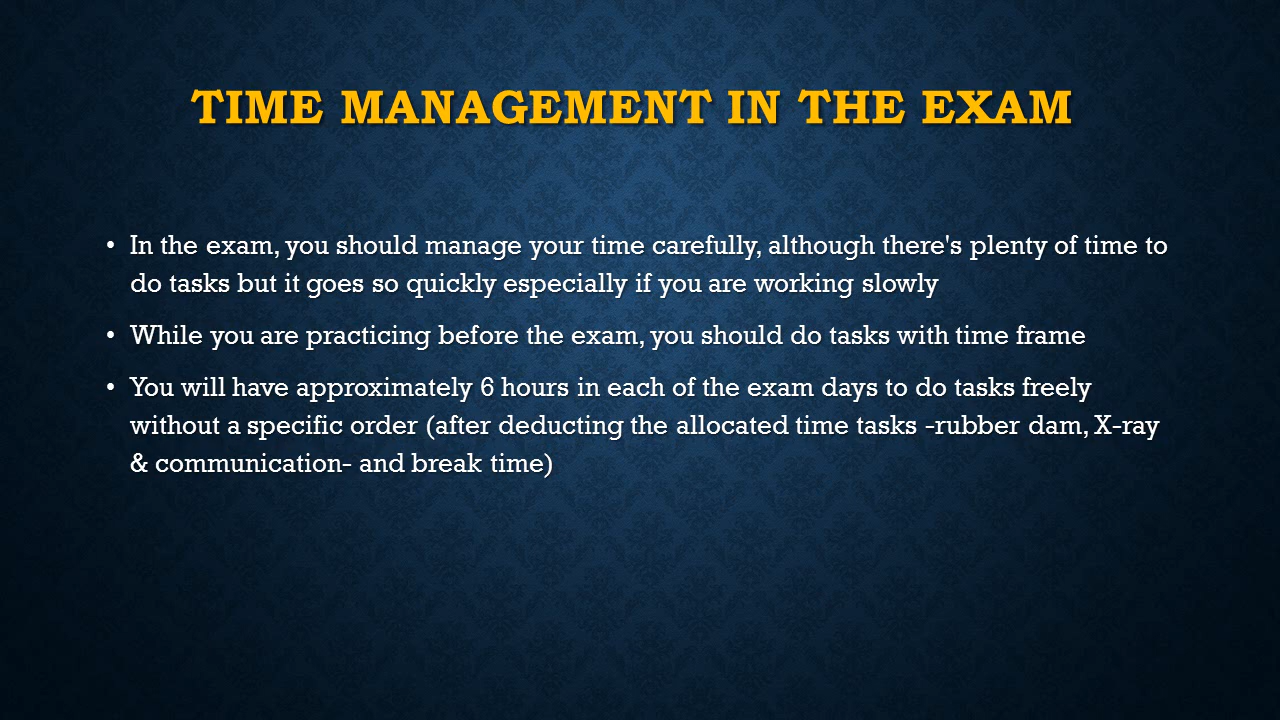 TIME MANAGEMENT IN THE EXAM
• In the exam, you should manage your time carefully, although there's plenty of time to
do tasks but it goes so quickly especially if you are working slowly
• While you are practicing before the exam, you should do tasks with time frame
• You will have approximately 6 hours in each of the exam days to do tasks freely
without a specific order (after deducting the allocated time tasks -rubber dam, X-ray
& communication- and break time)